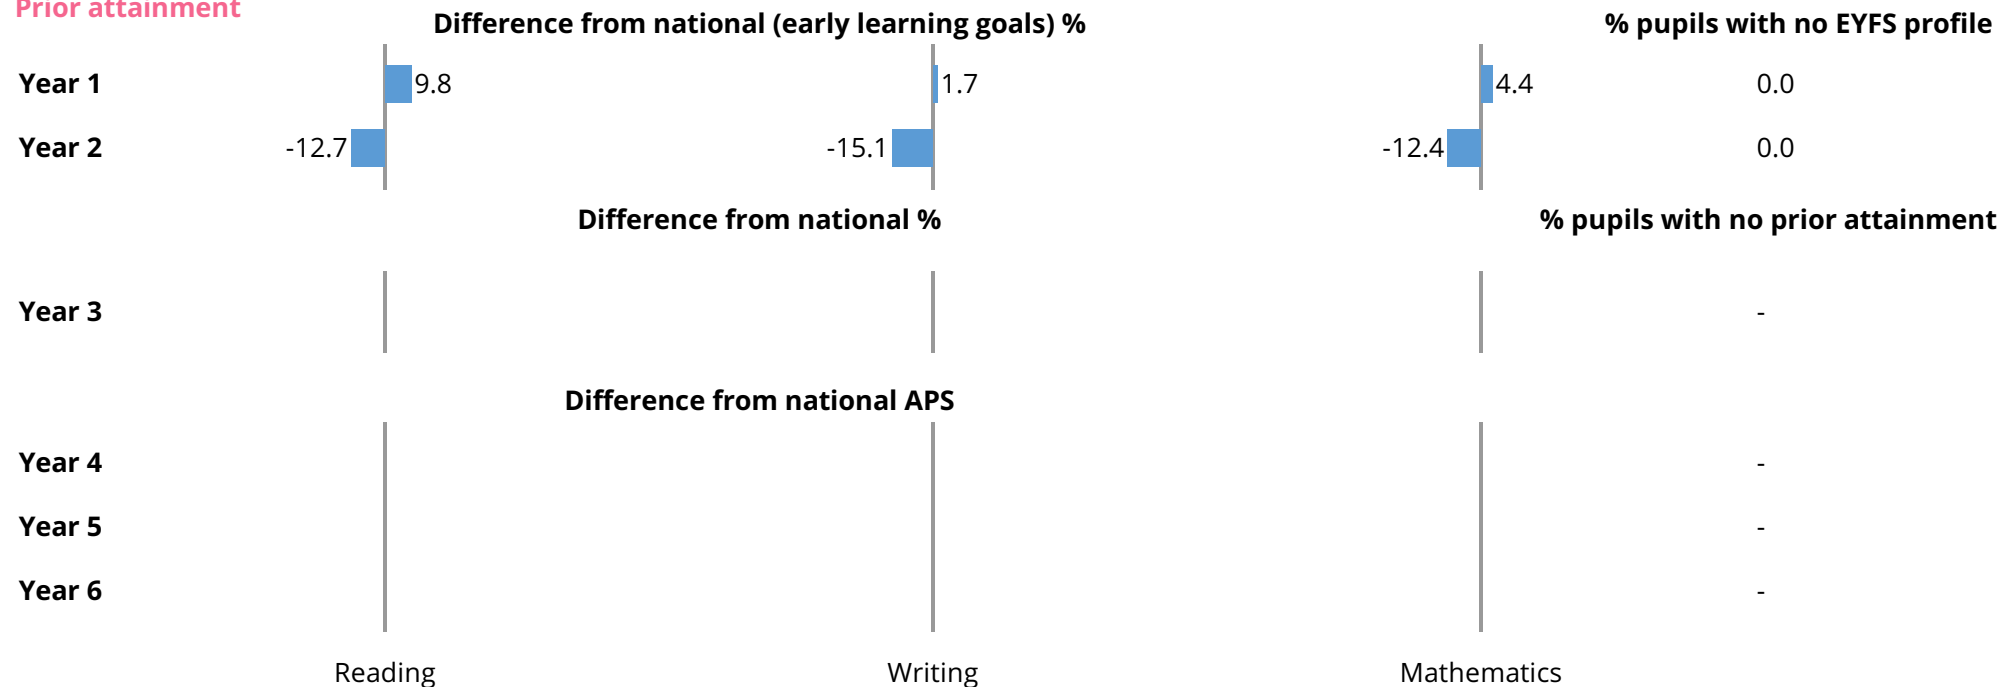 Prior attainment
Difference from national (early learning goals) % % pupils with no EYFS profile
Year 1 9.8 1.7 4.4 0.0
Year 2 -12.7 -15.1 -12.4 0.0
Difference from national % % pupils with no prior attainment
Year 3 -
Difference from national APS
Year 4 -
Year 5 -
Year 6 -
Reading Writing Mathematics